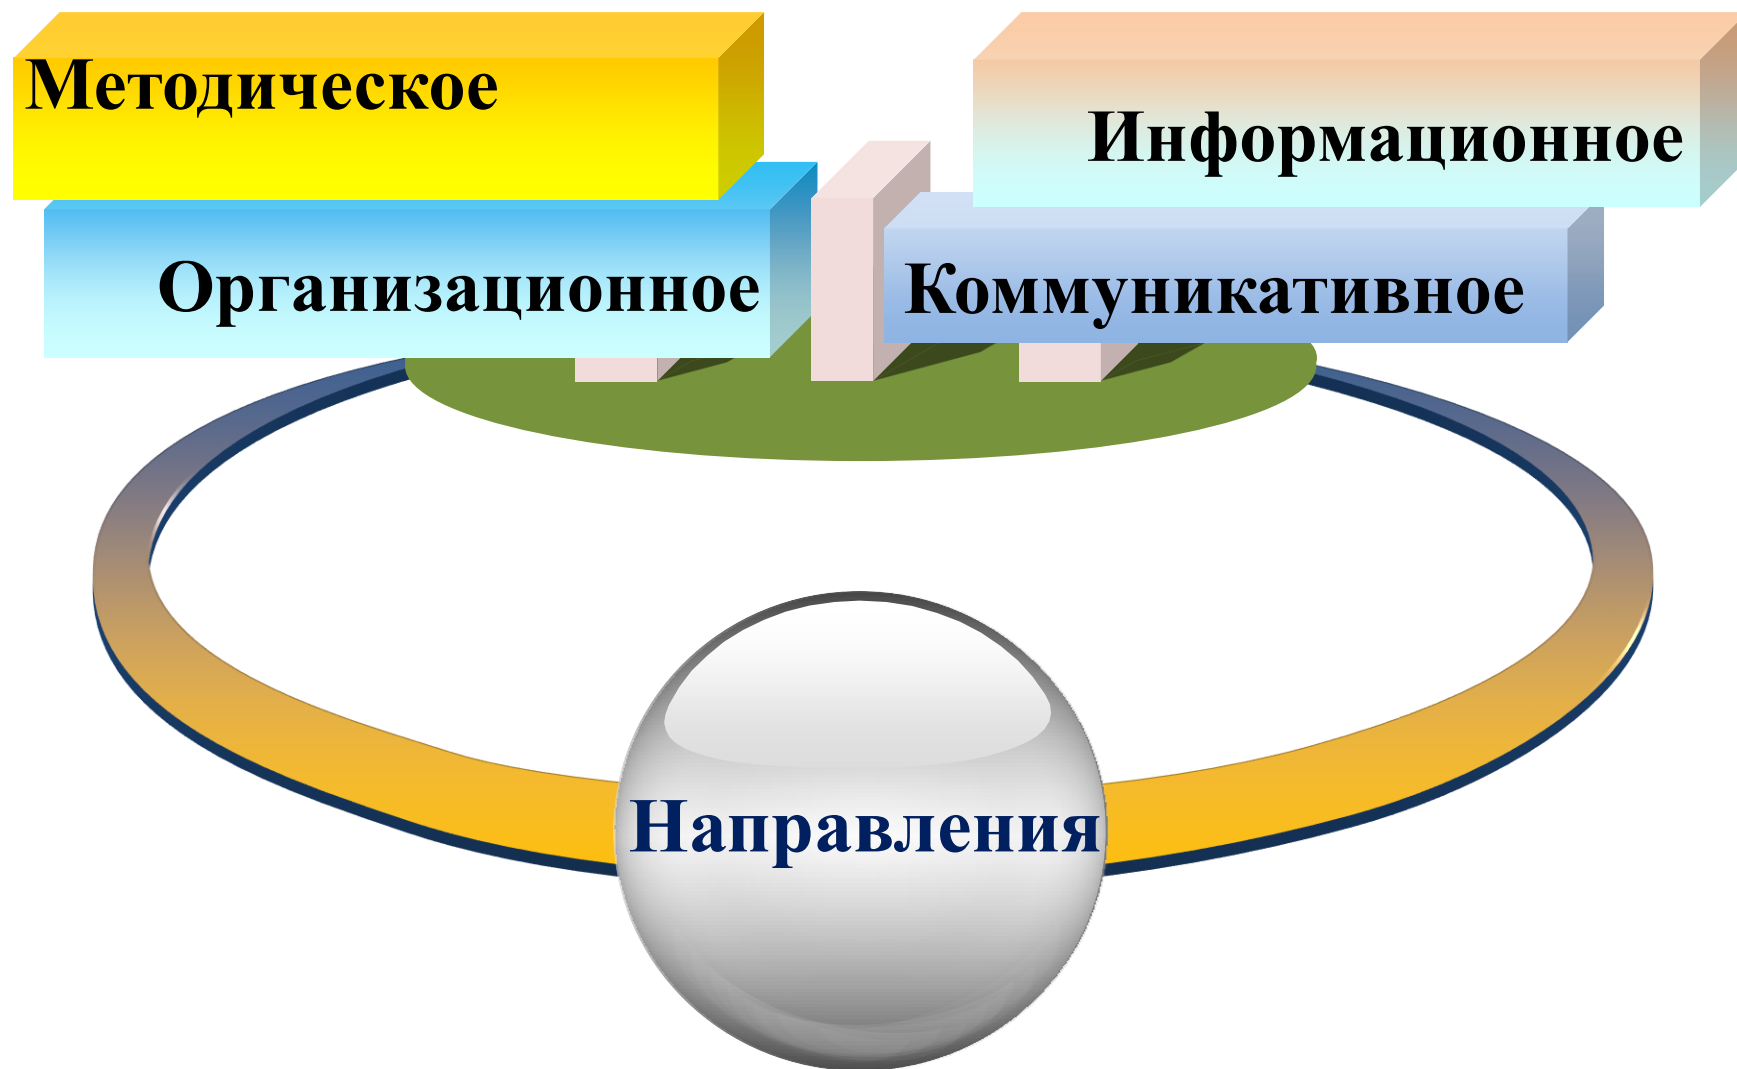 Методическое
Информационное
Организационное
Коммуникативное
Направления